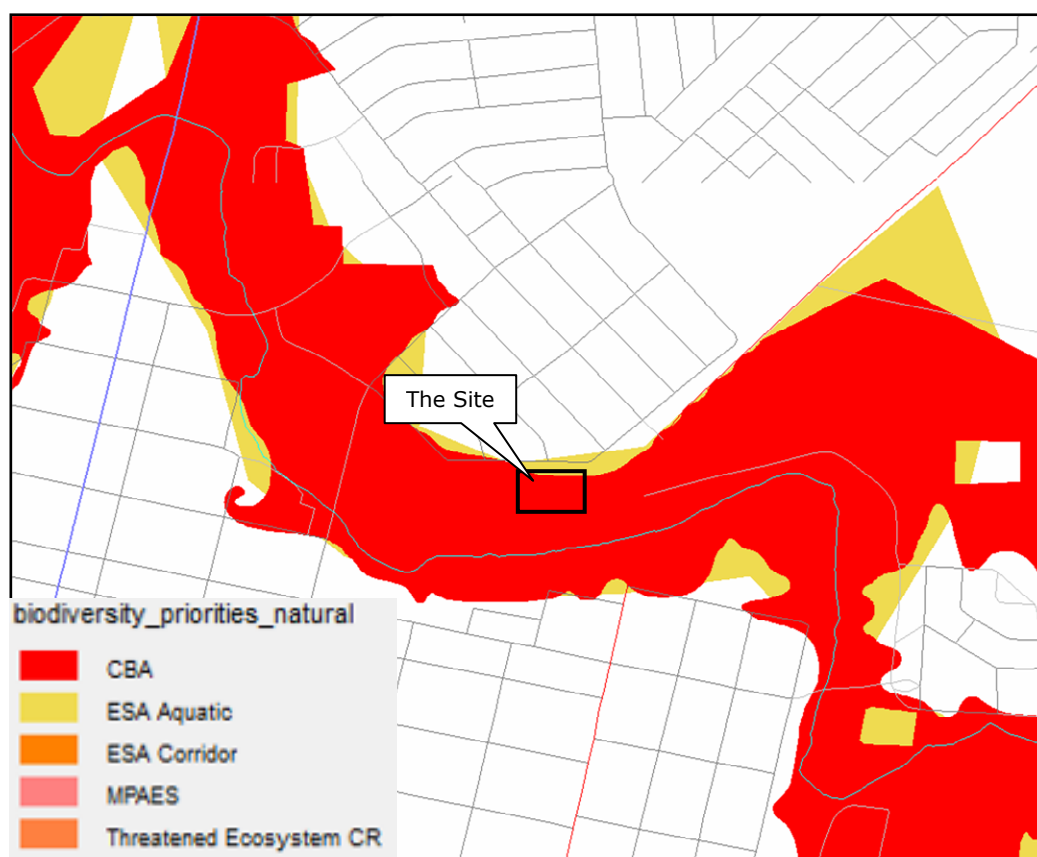 The Site
biodiversity_priorities_natural
CBA
ESA Aquatic
ESA Corridor
MPAES
Threatened Ecosystem CR